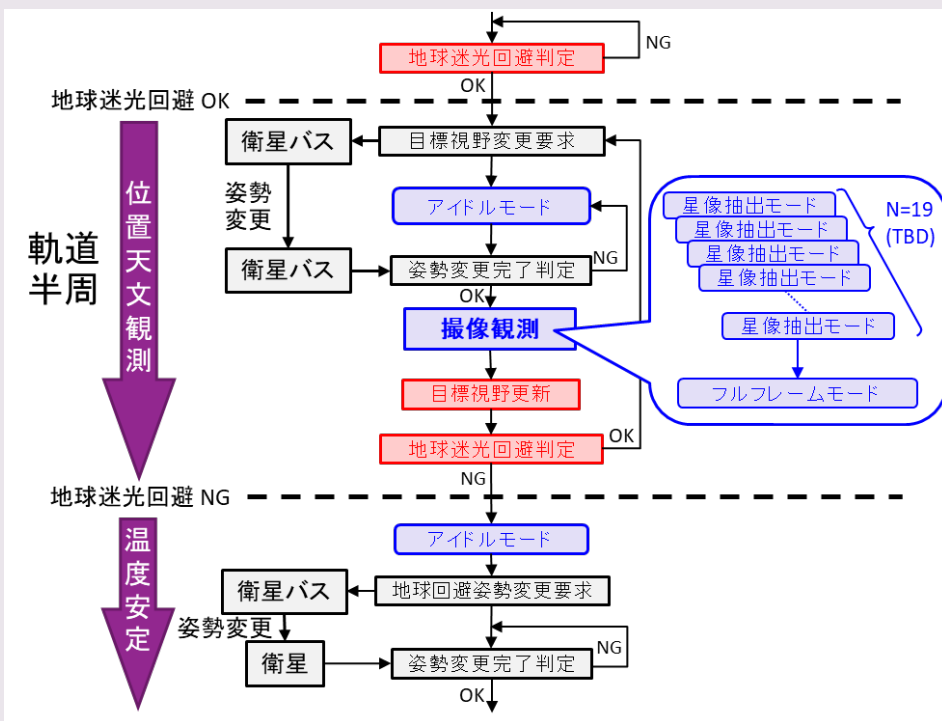 地球迷光回避判定
NG
OK
地球迷光回避 OK
目標視野変更要求
衛星バス
姿勢
変更
アイドルモード
衛星バス
姿勢変更完了判定
NG
OK
撮像観測
星像抽出モード
星像抽出モード
星像抽出モード
星像抽出モード
星像抽出モード
N=19
(TBD)
フルフレームモード
軌道
半周
位置天文観測
目標視野更新
地球迷光回避判定
OK
NG
地球迷光回避 NG
温度安定
アイドルモード
地球回避姿勢変更要求
衛星バス
姿勢変更
衛星
姿勢変更完了判定
NG
OK